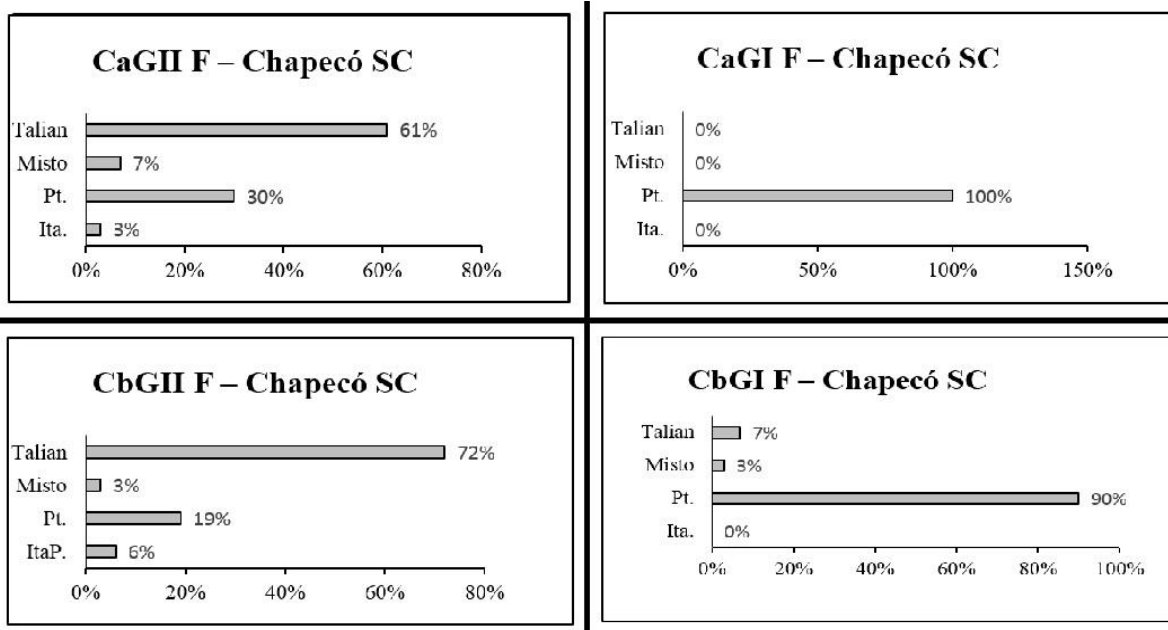 CaGII F – Chapecó SC
Talian 61%
Misto 7%
Pt. 30%
Ita. 3%
0% 20% 40% 60% 80%
CaGI F – Chapecó SC
Talian 0%
Misto 0%
Pt. 100%
Ita. 0%
0% 50% 100% 150%
CbGII F – Chapecó SC
Talian 72%
Misto 3%
Pt. 19%
ItaP. 6%
0% 20% 40% 60% 80%
CbGI F – Chapecó SC
Talian 7%
Misto 3%
Pt. 90%
Ita. 0%
0% 20% 40% 60% 80% 100%